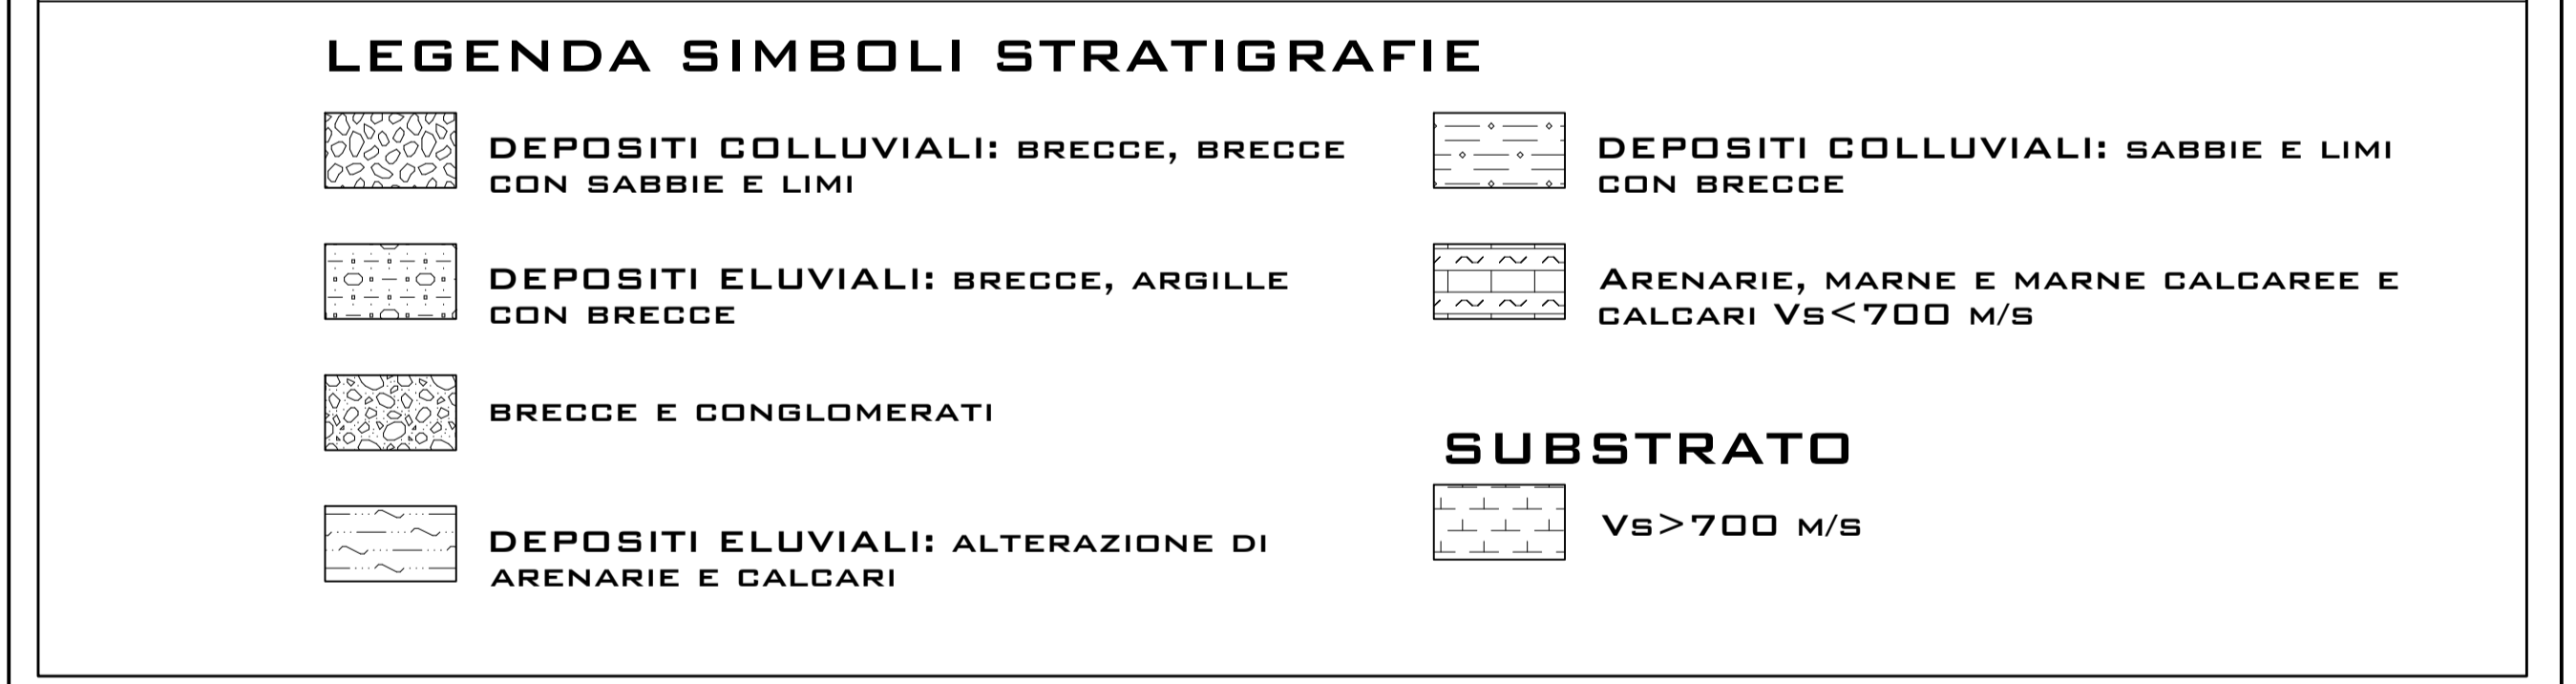 LEGENDA SIMBOLI STRATIGRAFIE
DEPOSITI COLLUVIALI: BRECCE, BRECCE
CON SABBIE E LIMI
DEPOSITI ELUVIALI: BRECCE, ARGILLE
CON BRECCE
BRECCE E CONGLOMERATI
DEPOSITI ELUVIALI: ALTERAZIONE DI
ARENARIE E CALCARI
DEPOSITI COLLUVIALI: SABBIE E LIMI
CON BRECCE
ARENARIE, MARNE E MARNE CALCAREE E
CALCARI VS<700 M/S
SUBSTRATO
VS>700 M/S